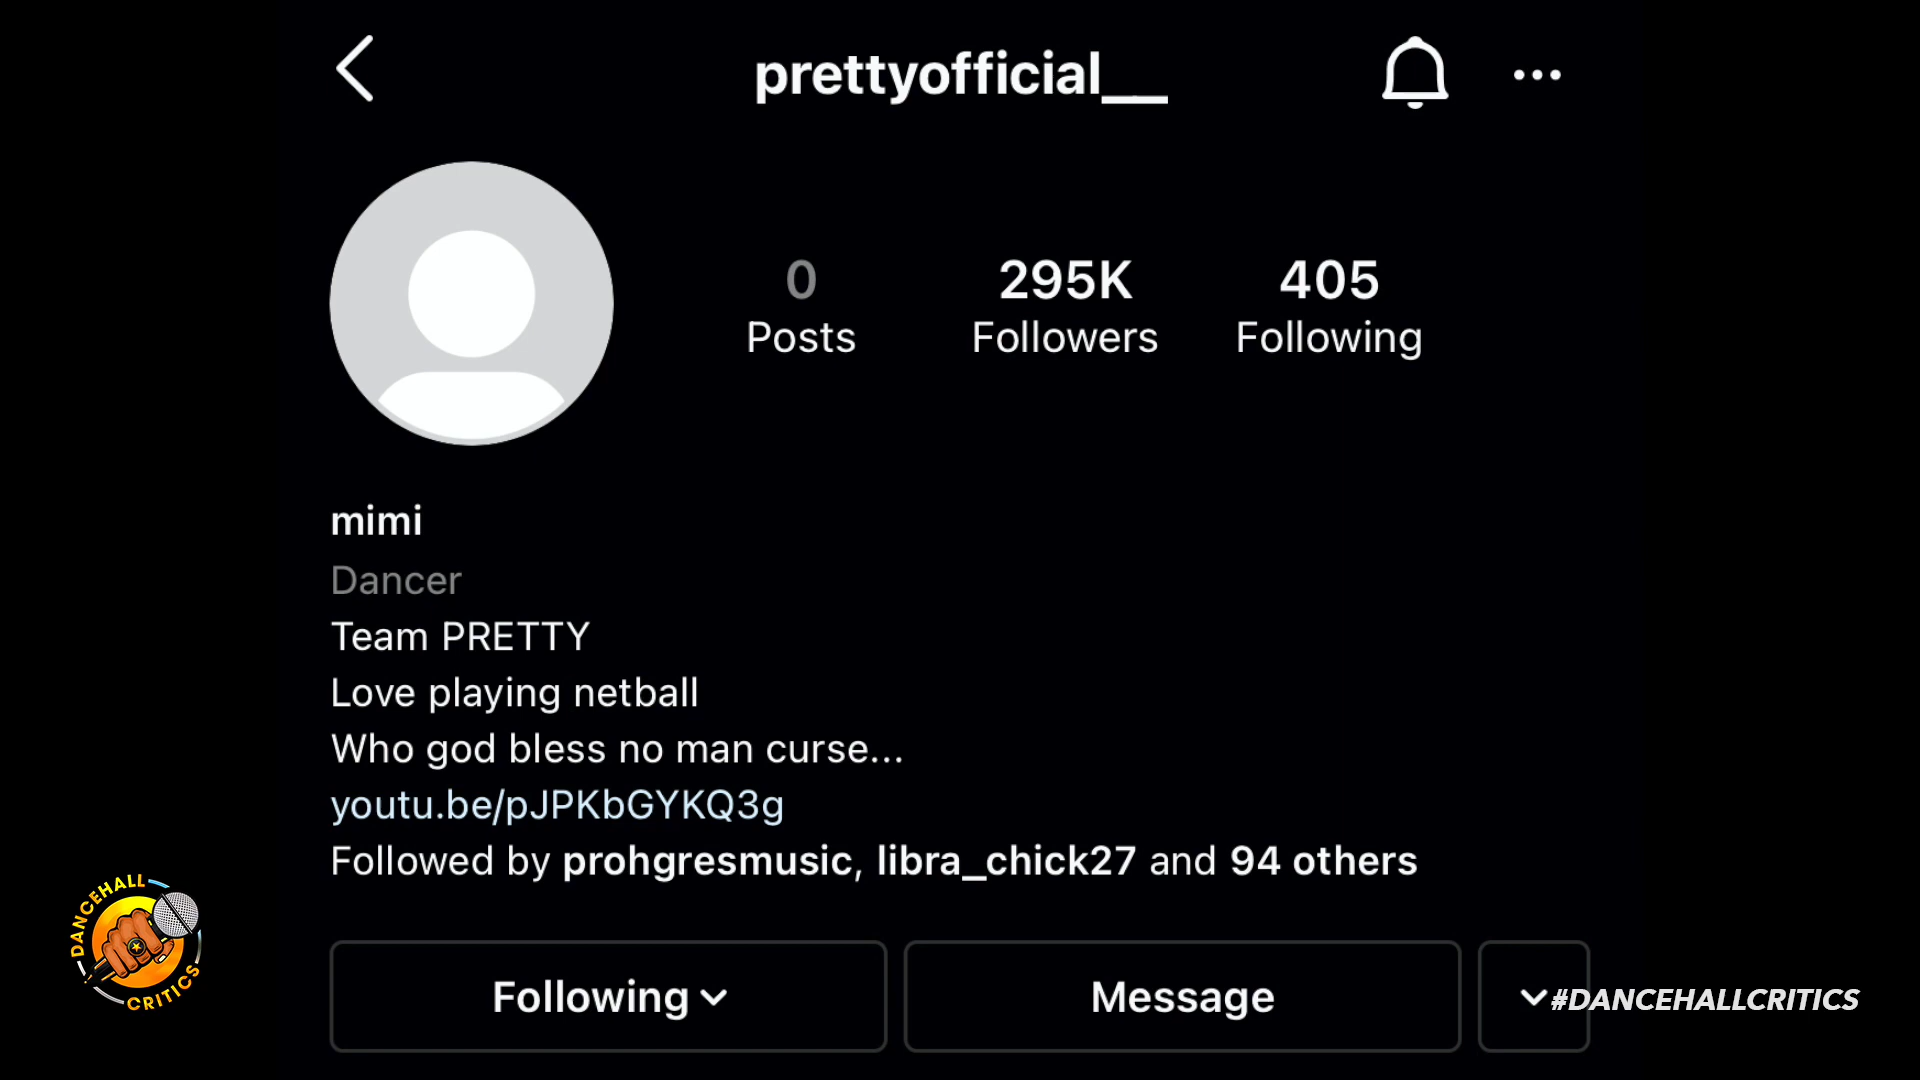 prettyofficial__
0 295K 405
Posts Followers Following
mimi
Dancer
Team PRETTY
Love playing netball
Who god bless no man curse...
youtu.be/pJPKbGYKQ3g
Followed by prohgresmusic, libra_chick27 and 94 others
Following Message
DANCEHALL
CRITICS
#DANCEHALLCRITICS